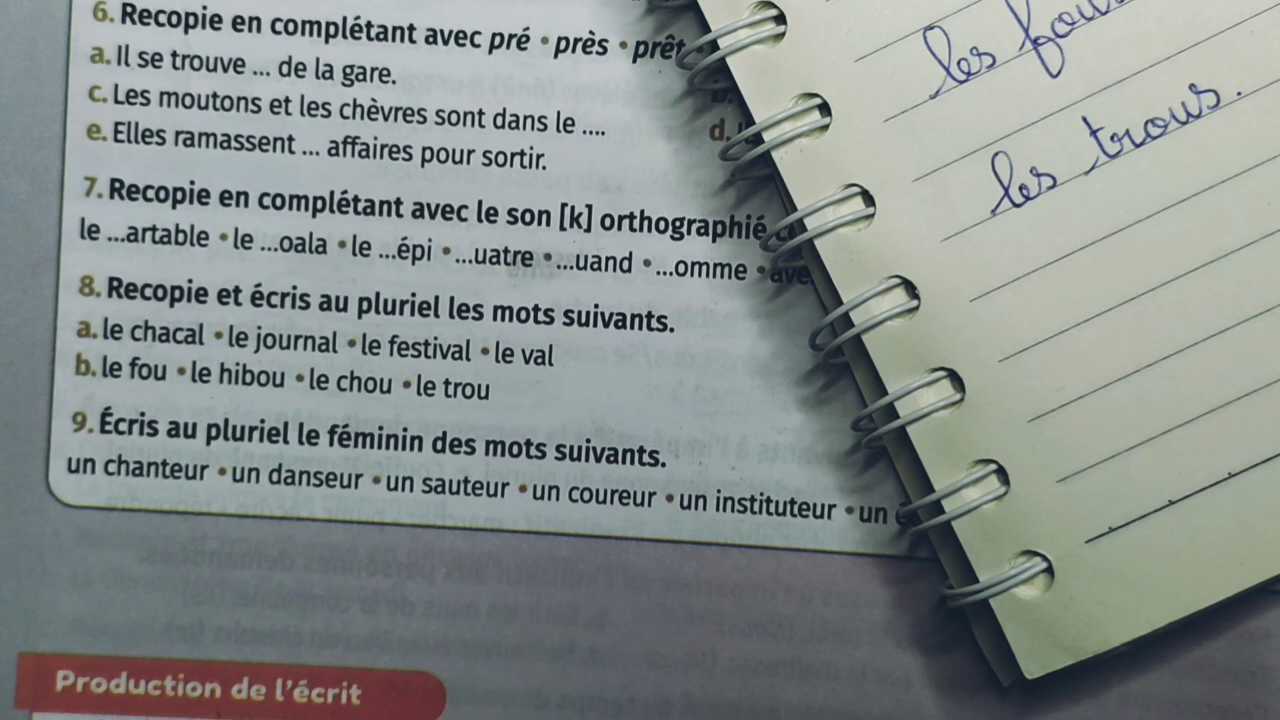 6. Recopie en complétant avec pré • près • prêt
a. Il se trouve ... de la gare.
c. Les moutons et les chèvres sont dans le ....
d.
e. Elles ramassent ... affaires pour sortir.
7. Recopie en complétant avec le son [k] orthographié
le ...artable • le ...oala • le ...épi • ...uatre • ...uand • ...omme •
8. Recopie et écris au pluriel les mots suivants.
a. le chacal • le journal • le festival • le val
b. le fou • le hibou • le chou • le trou
9. Écris au pluriel le féminin des mots suivants.
un chanteur • un danseur • un sauteur • un coureur • un instituteur • un
Production de l'écrit
les
les trous.